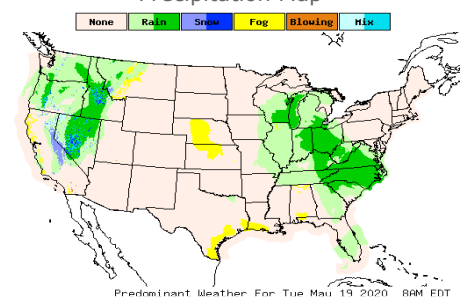 Precipitation Map
None Rain Snow Fog Blowing Mix
Predominant Weather For Tue May 19 2020 8AM EDT